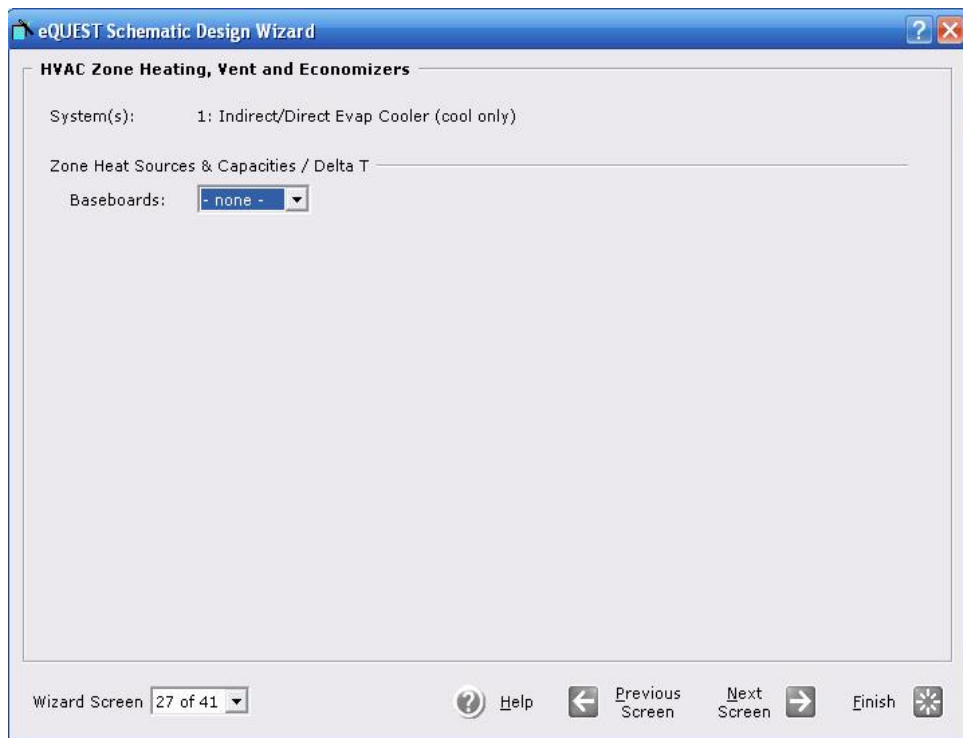 eQUEST Schematic Design Wizard
HVAC Zone Heating, Vent and Economizers
System(s): 1: Indirect/Direct Evap Cooler (cool only)
Zone Heat Sources & Capacities / Delta T
Baseboards: - none -
Wizard Screen 27 of 41 Help Previous Screen Next Screen Finish